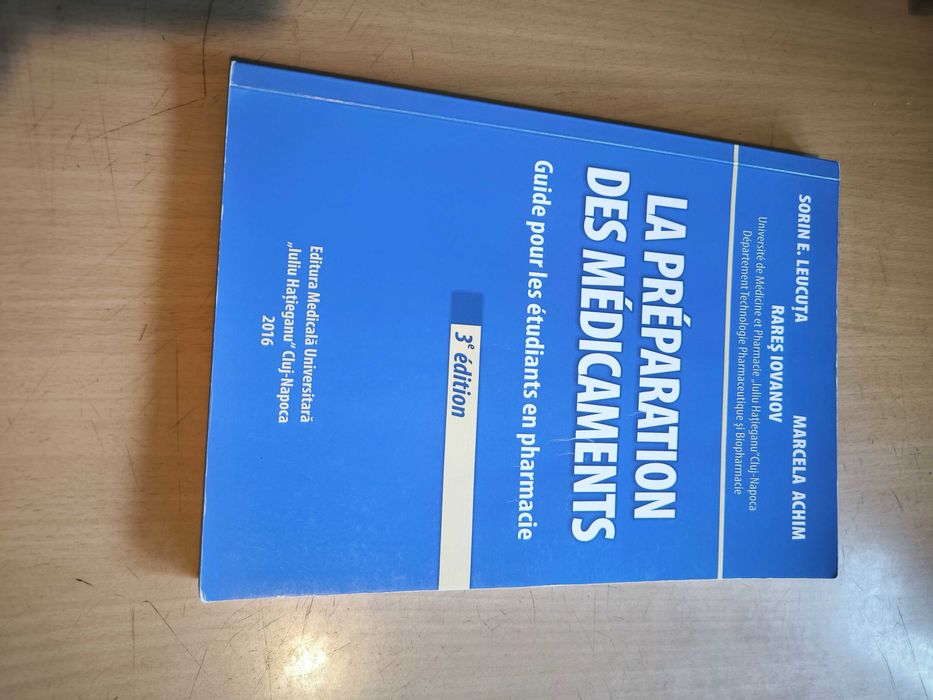 SORIN E. LEUCUȚA MARCELA ACHIM
RAREȘ IOVANOV
Université de Médicine et Pharmacie „Iuliu Hațieganu” Cluj-Napoca
Département Technologie Pharmaceutique și Biopharmacie
LA PRÉPARATION
DES MÉDICAMENTS
Guide pour les étudiants en pharmacie
3e édition
Editura Medicală Universitară
„Iuliu Hațieganu” Cluj-Napoca
2016